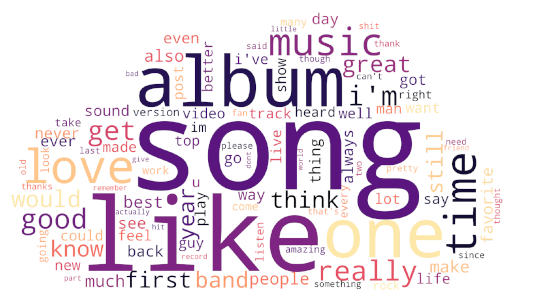 many day shit
even music little said though thank
also better i've show great can't
bad post album i'm got right
sound version video fan track heard well man want
take im top live thing always still
never get made song go please dont every two need friend
ever last give work world pretty
old look love u play think lot say time favorite
thanks remember way come that's thought
would year one
good best see like listen since
could feel back guy amazing
going know actually hit record really make
new much first band people something rock life
part